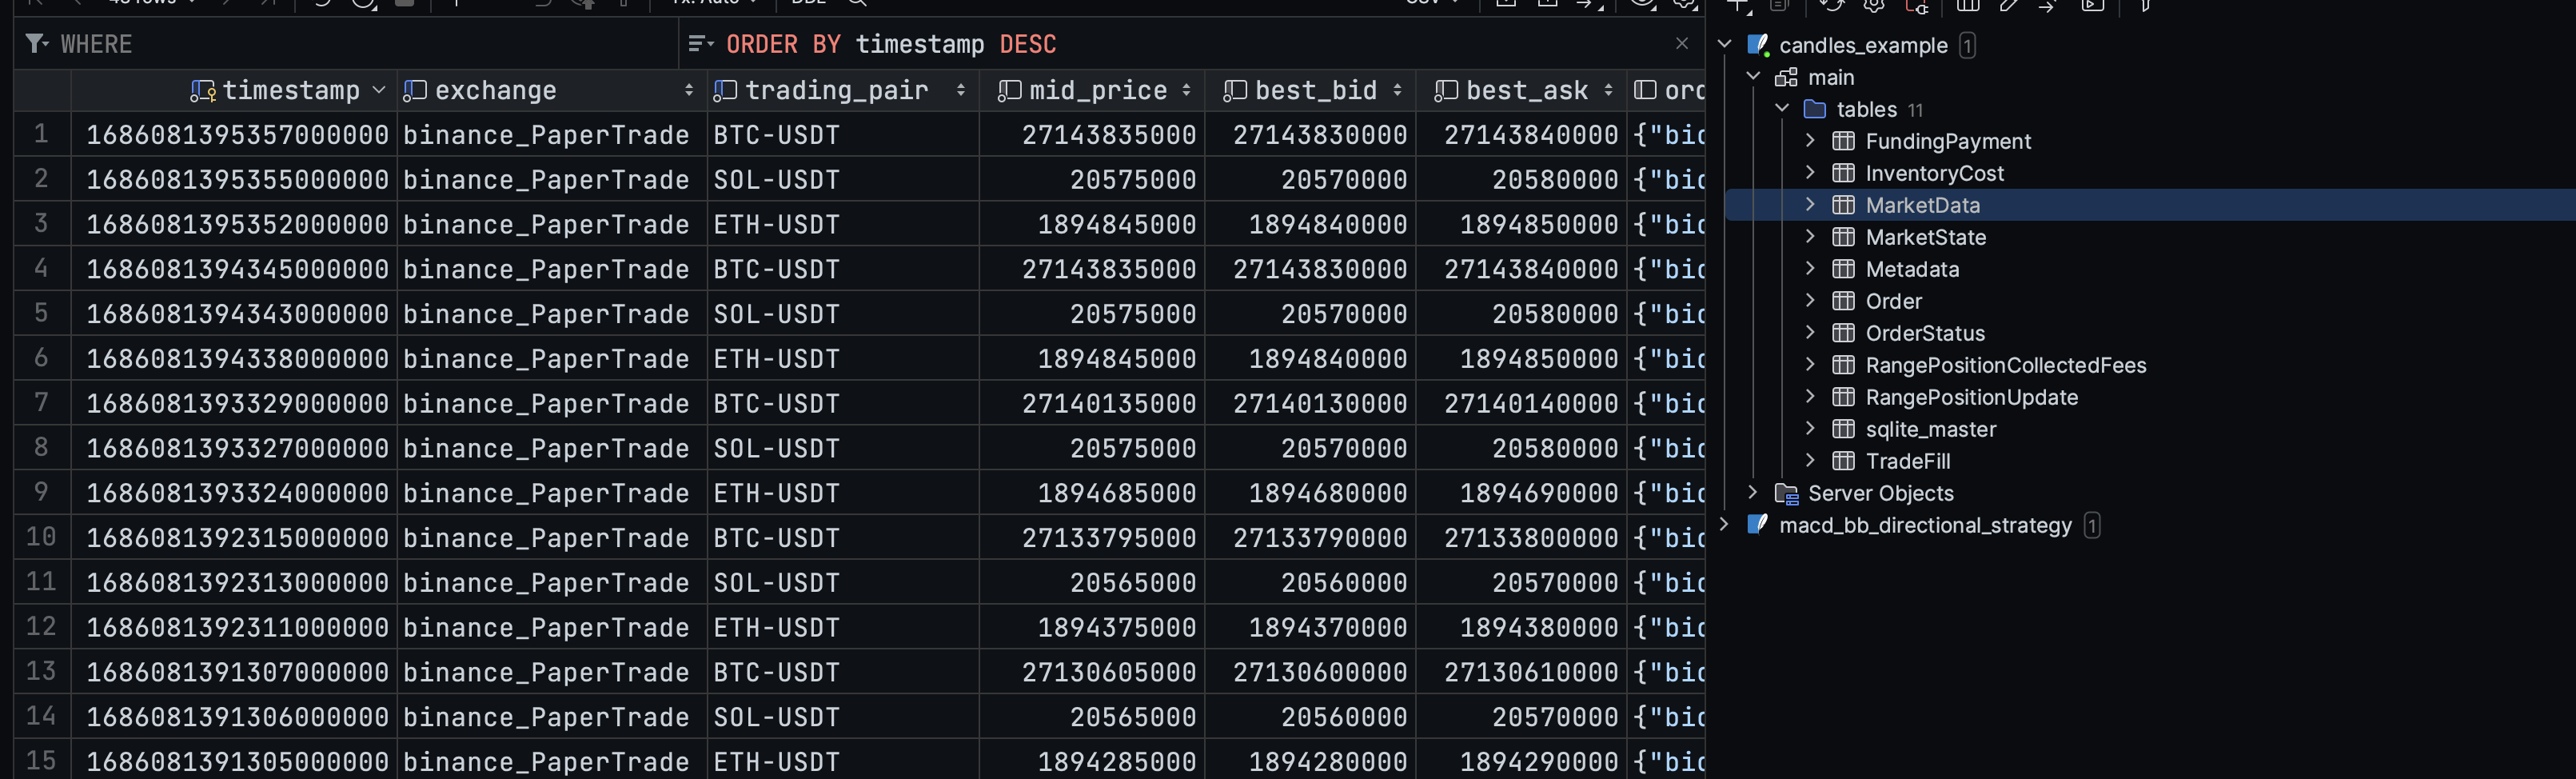 Tx: Auto DDL CSV
WHERE ORDER BY timestamp DESC
timestamp exchange trading_pair mid_price best_bid best_ask orc
1 1686081395357000000 binance_PaperTrade BTC-USDT 27143835000 27143830000 27143840000 {"bic
2 1686081395355000000 binance_PaperTrade SOL-USDT 20575000 20570000 20580000 {"bic
3 1686081395352000000 binance_PaperTrade ETH-USDT 1894845000 1894840000 1894850000 {"bic
4 1686081394345000000 binance_PaperTrade BTC-USDT 27143835000 27143830000 27143840000 {"bic
5 1686081394343000000 binance_PaperTrade SOL-USDT 20575000 20570000 20580000 {"bic
6 1686081394338000000 binance_PaperTrade ETH-USDT 1894845000 1894840000 1894850000 {"bic
7 1686081393329000000 binance_PaperTrade BTC-USDT 27140135000 27140130000 27140140000 {"bic
8 1686081393327000000 binance_PaperTrade SOL-USDT 20575000 20570000 20580000 {"bic
9 1686081393324000000 binance_PaperTrade ETH-USDT 1894685000 1894680000 1894690000 {"bic
10 1686081392315000000 binance_PaperTrade BTC-USDT 27133795000 27133790000 27133800000 {"bic
11 1686081392313000000 binance_PaperTrade SOL-USDT 20565000 20560000 20570000 {"bic
12 1686081392311000000 binance_PaperTrade ETH-USDT 1894375000 1894370000 1894380000 {"bic
13 1686081391307000000 binance_PaperTrade BTC-USDT 27130605000 27130600000 27130610000 {"bic
14 1686081391306000000 binance_PaperTrade SOL-USDT 20565000 20560000 20570000 {"bic
15 1686081391305000000 binance_PaperTrade ETH-USDT 1894285000 1894280000 1894290000 {"bic
candles_example 1
main
tables 11
FundingPayment
InventoryCost
MarketData
MarketState
Metadata
Order
OrderStatus
RangePositionCollectedFees
RangePositionUpdate
sqlite_master
TradeFill
Server Objects
macd_bb_directional_strategy 1